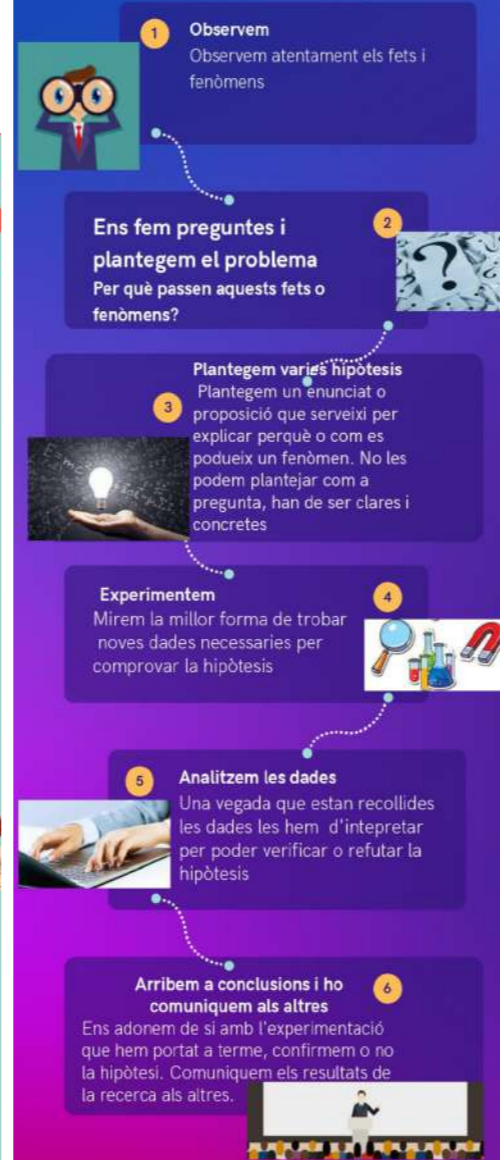 1
Observem
Observem atentament els fets i
fenòmens
Ens fem preguntes i
plantegem el problema
2
Per què passen aquests fets o
fenòmens?
Plantegem varies hipòtesis
3
Plantegem un enunciat o
proposició que serveixi per
explicar perquè o com es
podueix un fenòmen. No les
podem plantejar com a
pregunta, han de ser clares i
concretes
Experimentem
4
Mirem la millor forma de trobar
noves dades necessaries per
comprovar la hipòtesis
5
Analitzem les dades
Una vegada que estan recollides
les dades les hem d'intepretar
per poder verificar o refutar la
hipòtesis
Arribem a conclusions i ho
comuniquem als altres
6
Ens adonem de si amb l'experimentació
que hem portat a terme, confirmem o no
la hipòtesi. Comuniquem els resultats de
la recerca als altres.